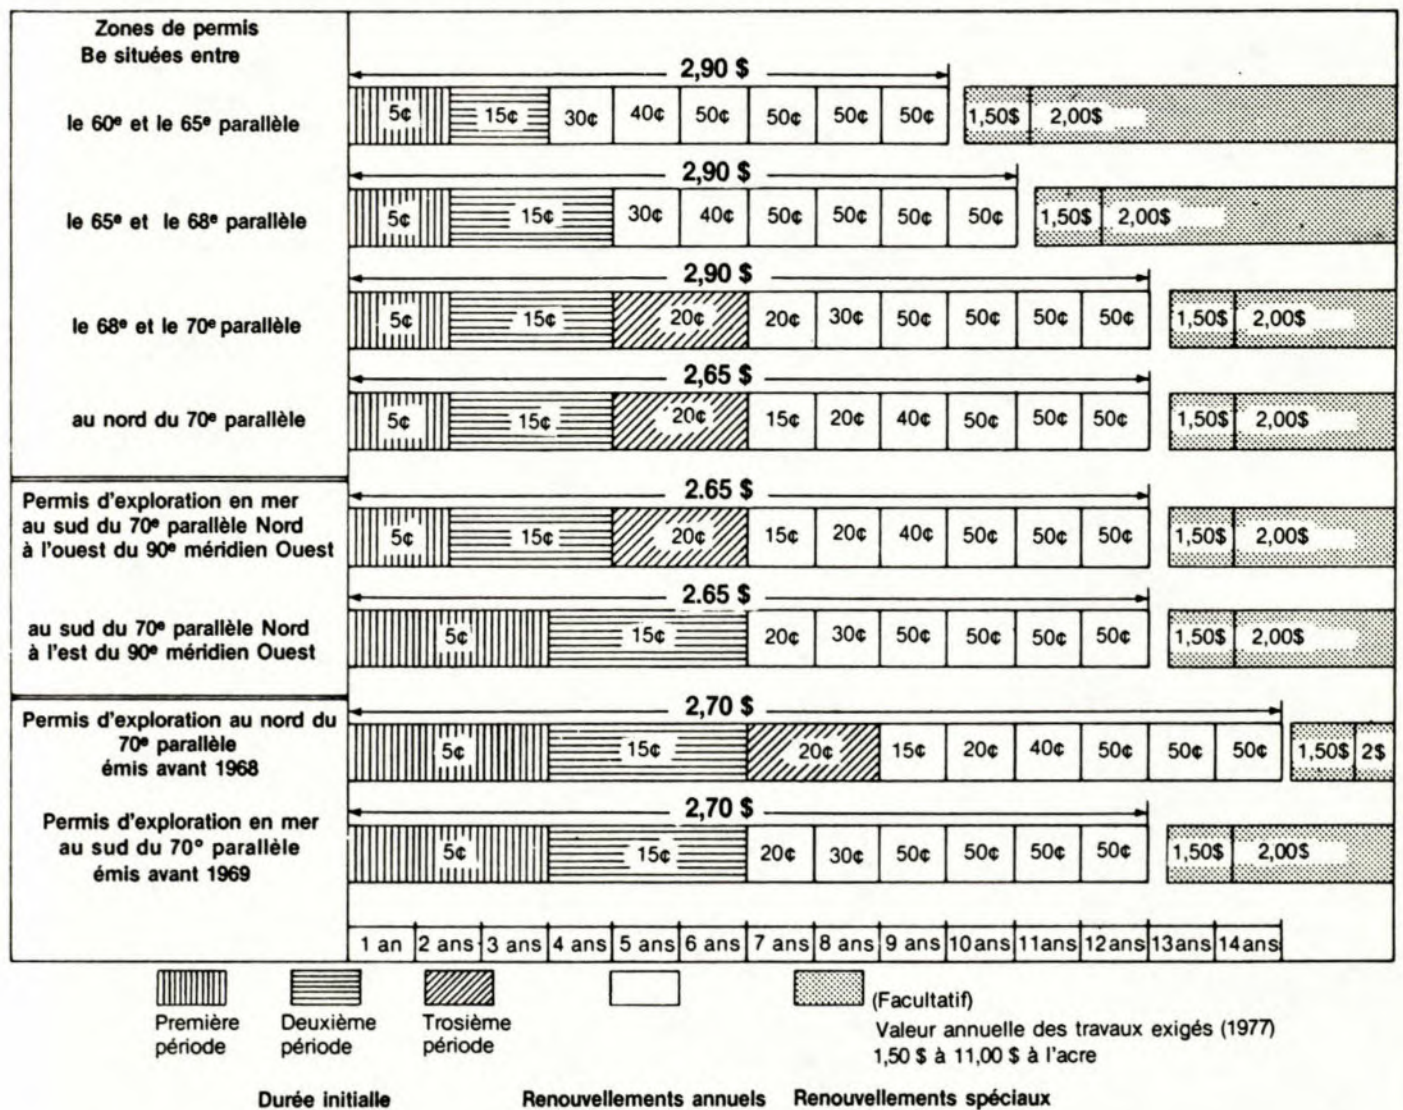 Zones de permis
Be situées entre
2,90 $
le 60e et le 65e parallèle
5¢ 15¢ 30¢ 40¢ 50¢ 50¢ 50¢ 50¢ 1,50$ 2,00$
2,90 $
le 65e et le 68e parallèle
5¢ 15¢ 30¢ 40¢ 50¢ 50¢ 50¢ 50¢ 1,50$ 2,00$
2,90 $
le 68e et le 70e parallèle
5¢ 15¢ 20¢ 20¢ 30¢ 50¢ 50¢ 50¢ 50¢ 1,50$ 2,00$
2,65 $
au nord du 70e parallèle
5¢ 15¢ 20¢ 15¢ 20¢ 40¢ 50¢ 50¢ 50¢ 1,50$ 2,00$
2.65 $
Permis d'exploration en mer
au sud du 70e parallèle Nord
à l'ouest du 90e méridien Ouest
5¢ 15¢ 20¢ 15¢ 20¢ 40¢ 50¢ 50¢ 50¢ 1,50$ 2,00$
2.65 $
au sud du 70e parallèle Nord
à l'est du 90e méridien Ouest
5¢ 15¢ 20¢ 30¢ 50¢ 50¢ 50¢ 50¢ 1,50$ 2,00$
2,70 $
Permis d'exploration au nord du
70e parallèle
émis avant 1968
5¢ 15¢ 20¢ 15¢ 20¢ 40¢ 50¢ 50¢ 50¢ 1,50$ 2$
2,70 $
Permis d'exploration en mer
au sud du 70° parallèle
émis avant 1969
5¢ 15¢ 20¢ 30¢ 50¢ 50¢ 50¢ 50¢ 1,50$ 2,00$
1 an 2 ans 3 ans 4 ans 5 ans 6 ans 7 ans 8 ans 9 ans 10 ans 11 ans 12 ans 13 ans 14 ans
Première
période
Deuxième
période
Trosième
période
(Facultatif)
Valeur annuelle des travaux exigés (1977)
1,50 $ à 11,00 $ à l'acre
Durée initialle
Renouvellements annuels
Renouvellements spéciaux